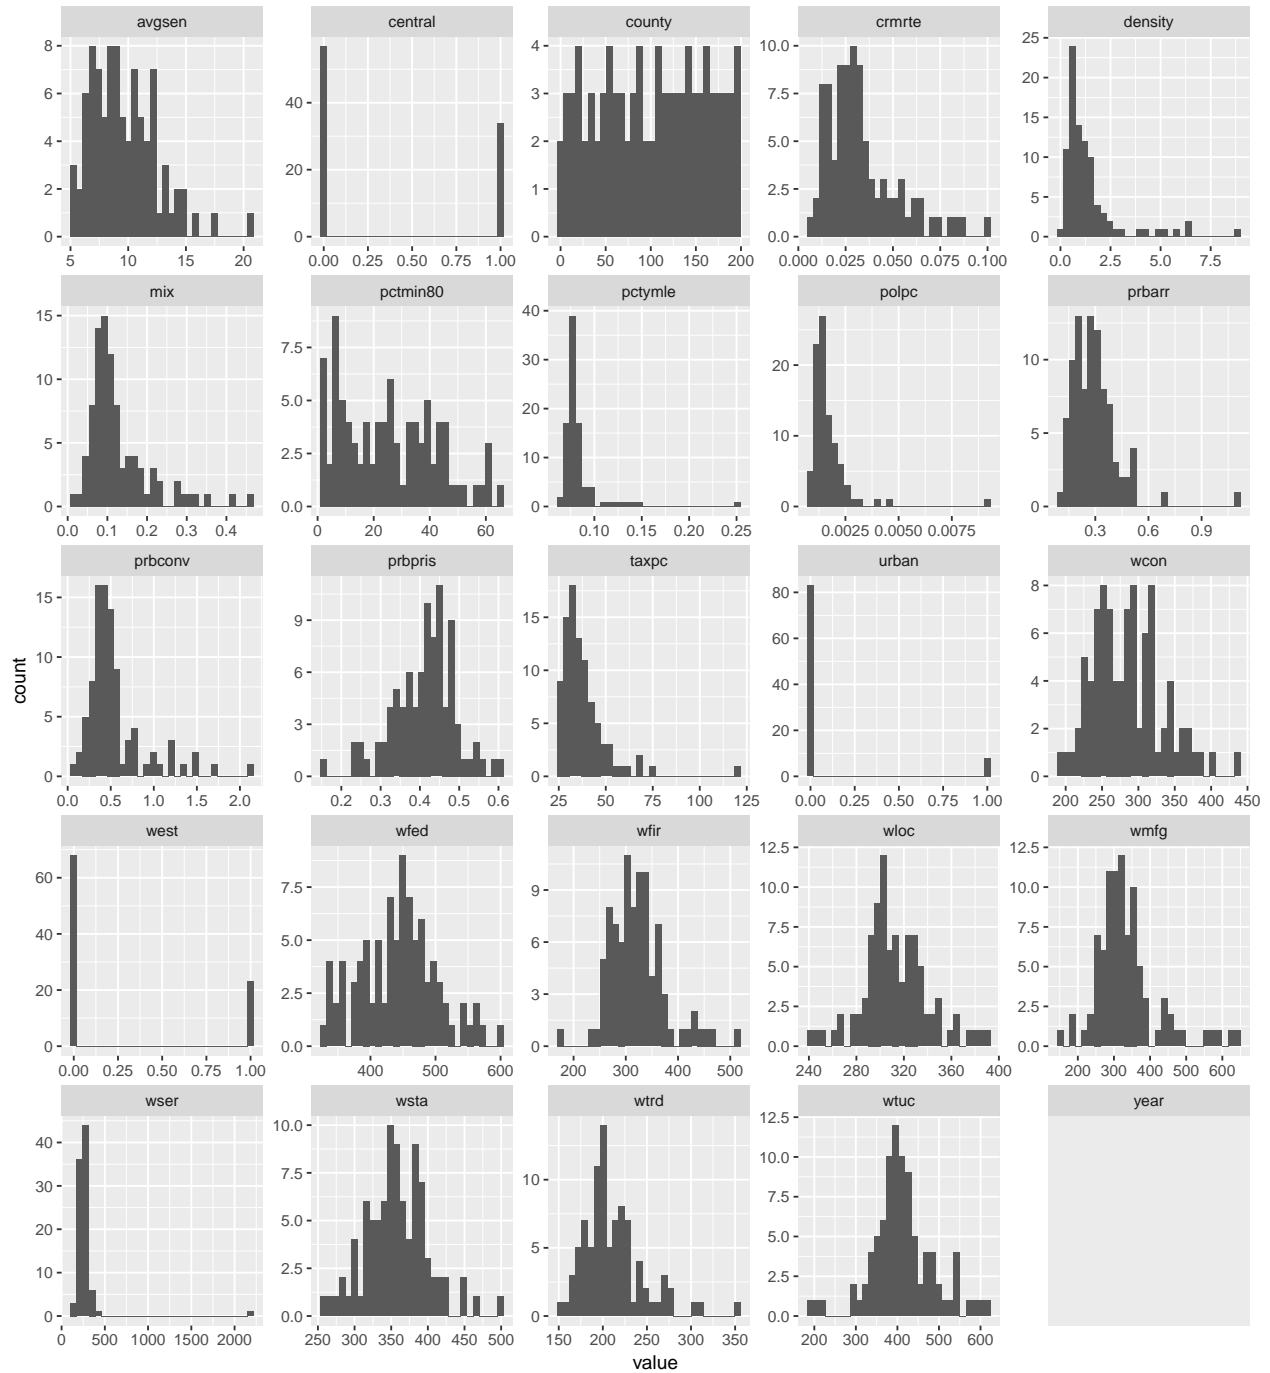 avgsen central county crmrte density
8 6 4 2 0
40 20 0
4 3 2 1 0
10.0 7.5 5.0 2.5 0.0
25 20 15 10 5 0
5 10 15 20
0.00 0.25 0.50 0.75 1.00
0 50 100 150 200
0.000 0.025 0.050 0.075 0.100
0.0 2.5 5.0 7.5
mix pctmin80 pctymle polpc prbarr
15 10 5 0
7.5 5.0 2.5 0.0
40 30 20 10 0
20 10 0
10 5 0
0.0 0.1 0.2 0.3 0.4
0 20 40 60
0.10 0.15 0.20 0.25
0.0025 0.0050 0.0075
0.3 0.6 0.9
prbconv prbpris taxpc urban wcon
15 10 5 0
9 6 3 0
15 10 5 0
80 60 40 20 0
8 6 4 2 0
0.0 0.5 1.0 1.5 2.0
0.2 0.3 0.4 0.5 0.6
25 50 75 100 125
0.00 0.25 0.50 0.75 1.00
200 250 300 350 400 450
count
west wfed wfir wloc wmfg
60 40 20 0
7.5 5.0 2.5 0.0
9 6 3 0
12.5 10.0 7.5 5.0 2.5 0.0
12.5 10.0 7.5 5.0 2.5 0.0
0.00 0.25 0.50 0.75 1.00
400 500 600
200 300 400 500
240 280 320 360 400
200 300 400 500 600
wser wsta wtrd wtuc year
40 30 20 10 0
10.0 7.5 5.0 2.5 0.0
10 5 0
12.5 10.0 7.5 5.0 2.5 0.0
0 500 1000 1500 2000
250 300 350 400 450 500
150 200 250 300 350
200 300 400 500 600
value